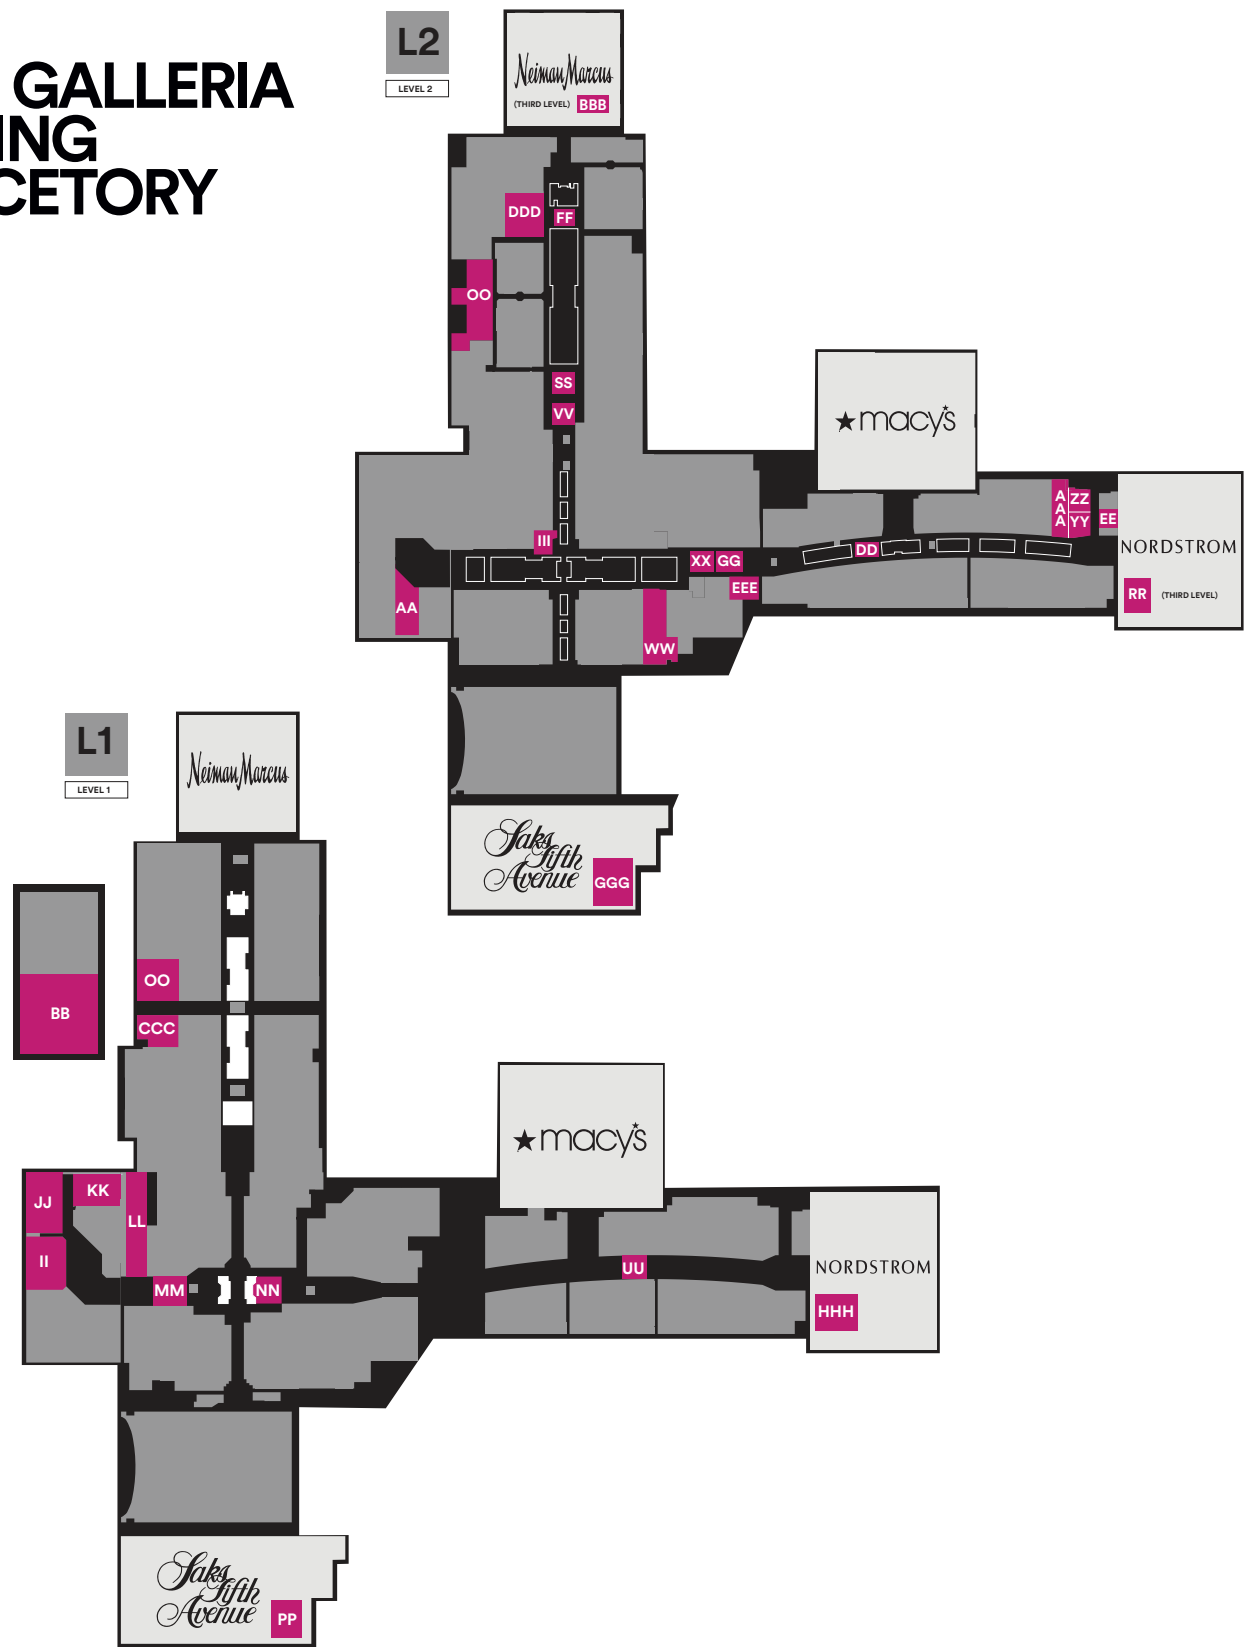 GALLERIA
ING
CETORY
L2
LEVEL 2
Neiman Marcus
(THIRD LEVEL) BBB
DDD
FF
OO
SS
VV
macy's
AAA
ZZ
YY
EE
III
XX
GG
DD
NORDSTROM
EEE
AA
RR (THIRD LEVEL)
WW
L1
LEVEL 1
Neiman Marcus
Saks
Fifth
Avenue
GGG
OO
BB
CCC
macy's
JJ
KK
LL
II
MM
NN
UU
NORDSTROM
HHH
Saks
Fifth
Avenue
PP